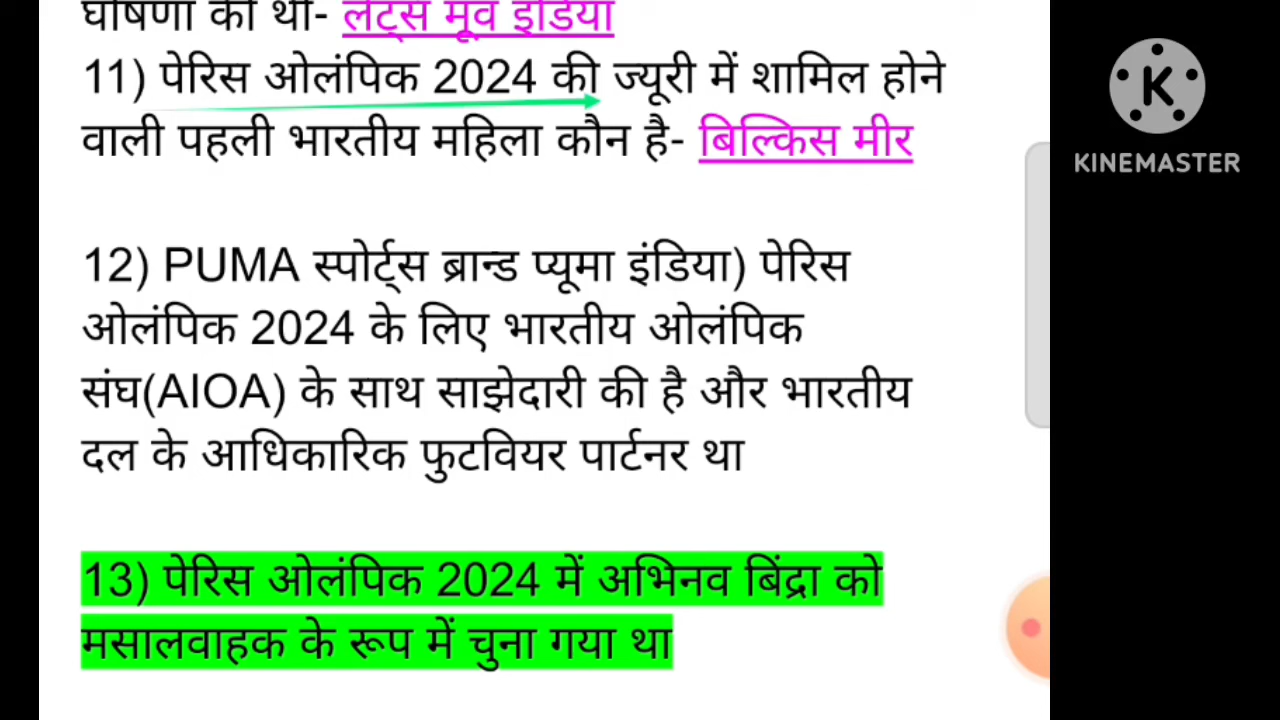 घोषणा की थी- लेट्स मूव इंडिया
11) पेरिस ओलंपिक 2024 की ज्यूरी में शामिल होने
वाली पहली भारतीय महिला कौन है- बिल्किस मीर
12) PUMA स्पोर्ट्स ब्रान्ड प्यूमा इंडिया) पेरिस
ओलंपिक 2024 के लिए भारतीय ओलंपिक
संघ(AIOA) के साथ साझेदारी की है और भारतीय
दल के आधिकारिक फुटवियर पार्टनर था
13) पेरिस ओलंपिक 2024 में अभिनव बिंद्रा को
मसालवाहक के रूप में चुना गया था
K
KINEMASTER